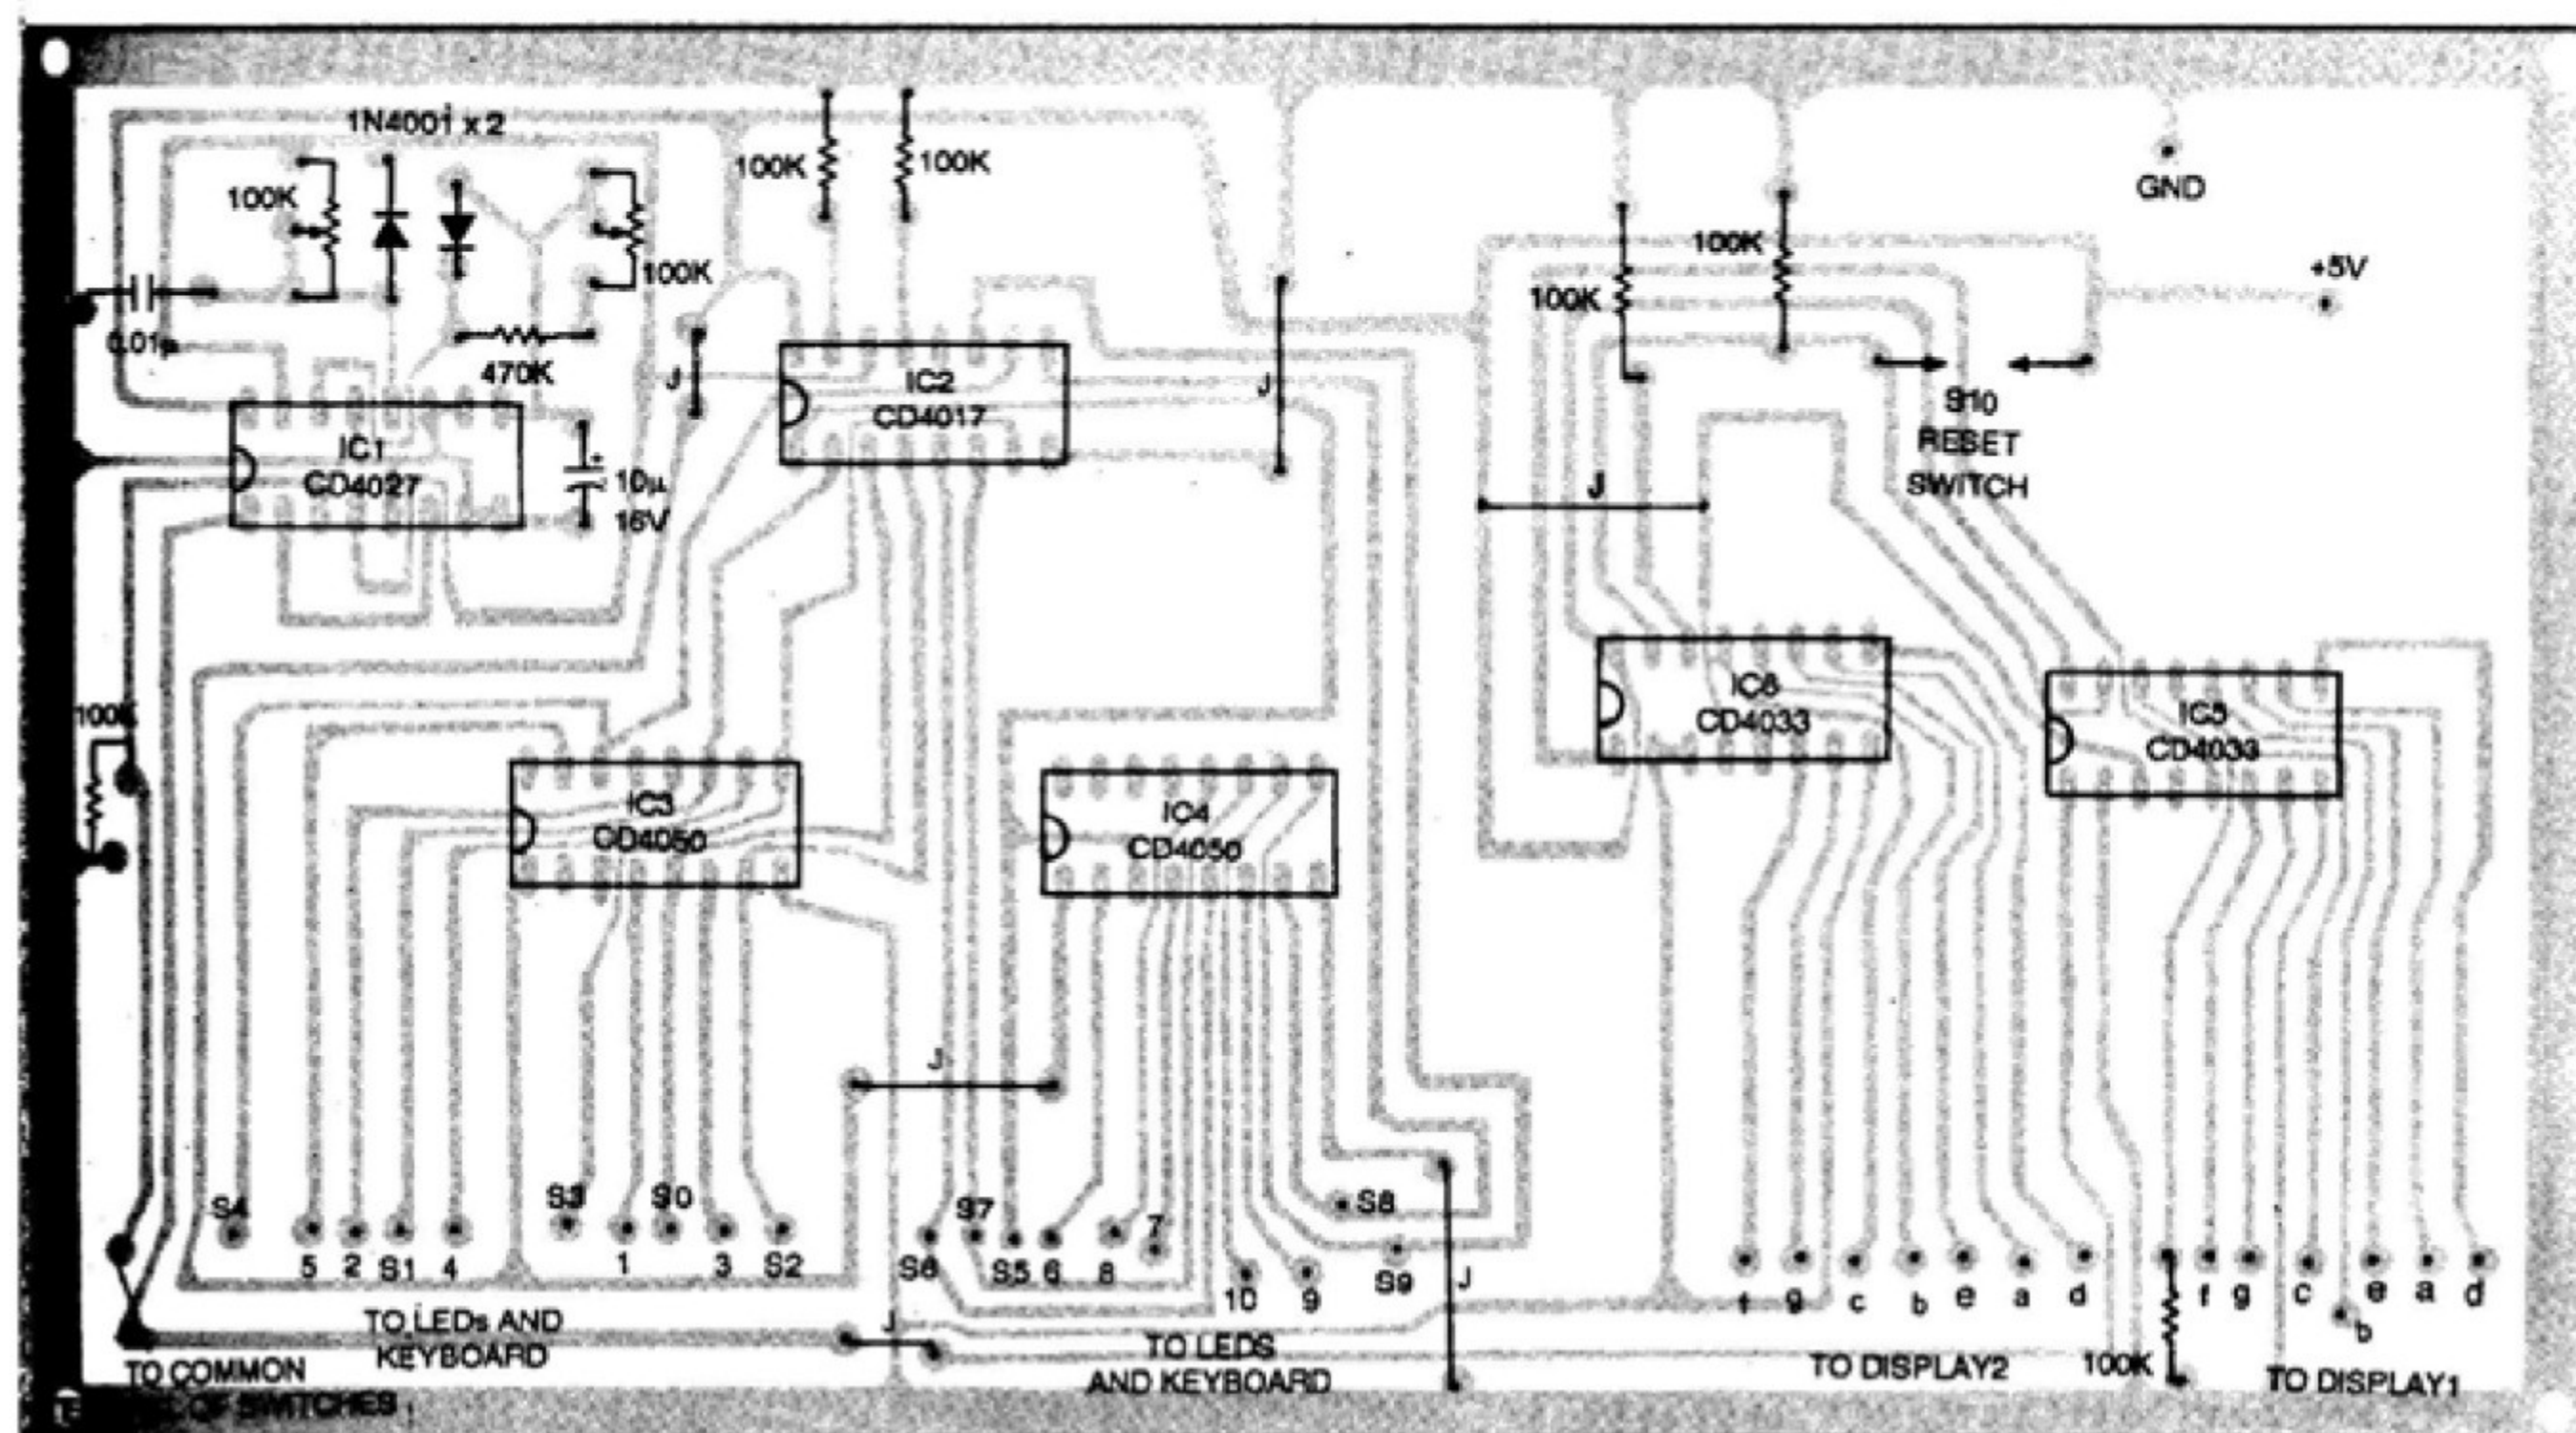 1N4001 x 2
100K
100K
100K
100K
GND
100K
100K
+5V
0.01µ
470K
J
IC2
CD4017
J
S10
RESET
SWITCH
IC1
CD4027
10µ
16V
+
J
100K
IC3
CD4050
IC4
CD4050
IC6
CD4033
IC5
CD4033
J
S4
5
2
S1
4
S3
1
S0
3
S2
S6
S7
S5
6
8
7
10
9
S8
S9
J
f
g
c
b
e
a
d
f
g
c
b
e
a
d
TO LEDs AND
KEYBOARD
J
TO LEDS
AND KEYBOARD
TO DISPLAY2
100K
TO DISPLAY1
TO COMMON
OF SWITCHES